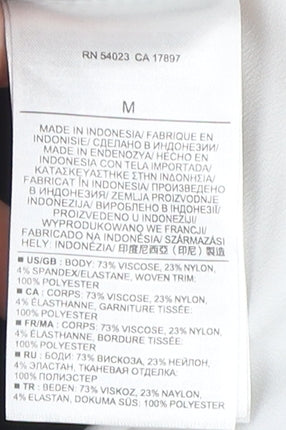 RN 54023 CA 17897
M
MADE IN INDONESIA/ FABRIQUE EN
INDONISIE/ СДЕЛАНО В ИНДОНЕЗИИ/
MADE IN ENDENOZYA/ HECHO EN
INDONESIA CON TELA IMPORTADA/
ΚΑΤΑΣΚΕΥΑΣΤΗΚΕ ΣΤΗΝ ΙΝΔΟΝΗΣΙΑ/
FABRICAT ÎN INDONESIA/ ПРОИЗВЕДЕНО
В ИНДОНЕЗИЯ/ ZEMLJA PROIZVODNJE
INDONEZIJA/ ВИРОБЛЕНО В ІНДОНЕЗІЇ/
PROIZVEDENO U INDONEZIJI/
WYPRODUKOWANO WE FRANCJI/
FABRICADO NA INDONÉSIA/ SZÁRMAZÁSI
HELY: INDONÉZIA/ 印度尼西亞 (印尼) 製造
■ US/GB : BODY: 73% VISCOSE, 23% NYLON,
4% SPANDEX/ELASTANE, WOVEN TRIM:
100% POLYESTER
■ CA : CORPS: 73% VISCOSE, 23% NYLON,
4% ÉLASTHANNE, GARNITURE TISSÉE:
100% POLYESTER
■ FR/MA : CORPS: 73% VISCOSE, 23% NYLON,
4% ÉLASTHANNE, BORDURE TISSÉE:
100% POLYESTER
■ RU : БОДИ: 73% ВИСКОЗА, 23% НЕЙЛОН,
4% ЭЛАСТАН, ТКАНЕВАЯ ОТДЕЛКА:
100% ПОЛИЭСТЕР
■ TR : BEDEN: 73% VISKOZ, 23% NAYLON,
4% ELASTAN, DOKUMA SÜS: 100% POLYESTER